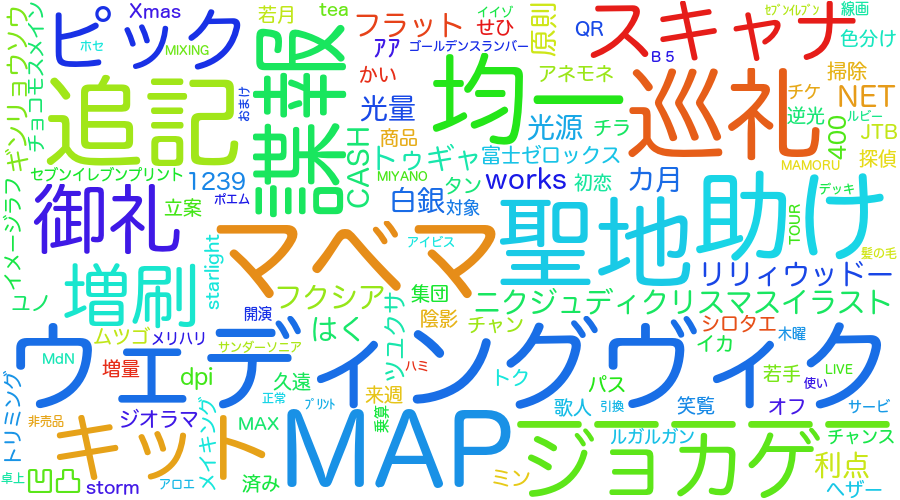 Xmas
若月
tea
イイゾ
せひ
フラット
原則
QR
スキャナ
ｾﾌﾞﾝｲﾚﾌﾞﾝ
線画
色分け
ピック
ホセ
MIXING
アア
ゴールデンスランバー
Ｂ５
メイン
チョコモス
ギンリョウソウ
追記
諜報
おまけ
かい
光量
均一
アネモネ
巡礼
掃除
チケ
NET
逆光
ルビー
400
JTB
光源
チラ
商品
CASH
トゥギャ
富士ゼロックス
探偵
MAMORU
セブンイレブンプリント
1239
ポエム
MIYANO
タン
works
初恋
カ月
デッキ
イメージラフ
御礼
立案
白銀
対象
聖地
助け
TOUR
髪の毛
マベマ
アイビス
starlight
ユノ
増刷
フクシア
集団
リリィウッドー
ニクジュディクリスマスイラスト
開演
はく
ツユクサ
陰影
チャン
シロタエ
木曜
イカ
ムツゴ
メリハリ
サンダーソニア
MdN
増量
ウェディングヴィク
ハミ
dpi
久遠
正常
来週
トク
パス
若手
LIVE
使い
トリミング
非売品
ジオラマ
メイキング
キット
MAX
ﾌﾟﾘﾝﾄ
乗算
MAP
歌人
引換
笑覧
オフ
サービ
ジョカゲー
ルガルガン
チャンス
卓上
凹凸
storm
アロエ
済み
ミン
利点
ヘザー